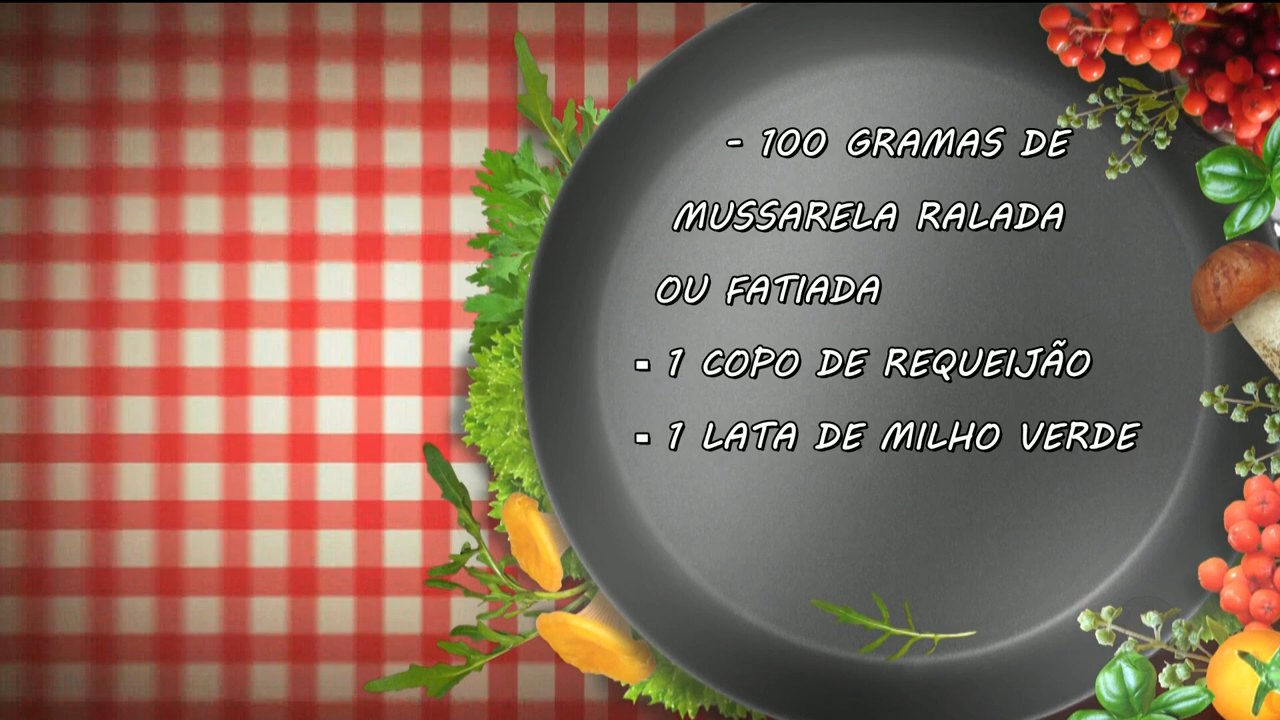 - 100 GRAMAS DE
MUSSARELA RALADA
OU FATIADA
- 1 COPO DE REQUEIJÃO
- 1 LATA DE MILHO VERDE